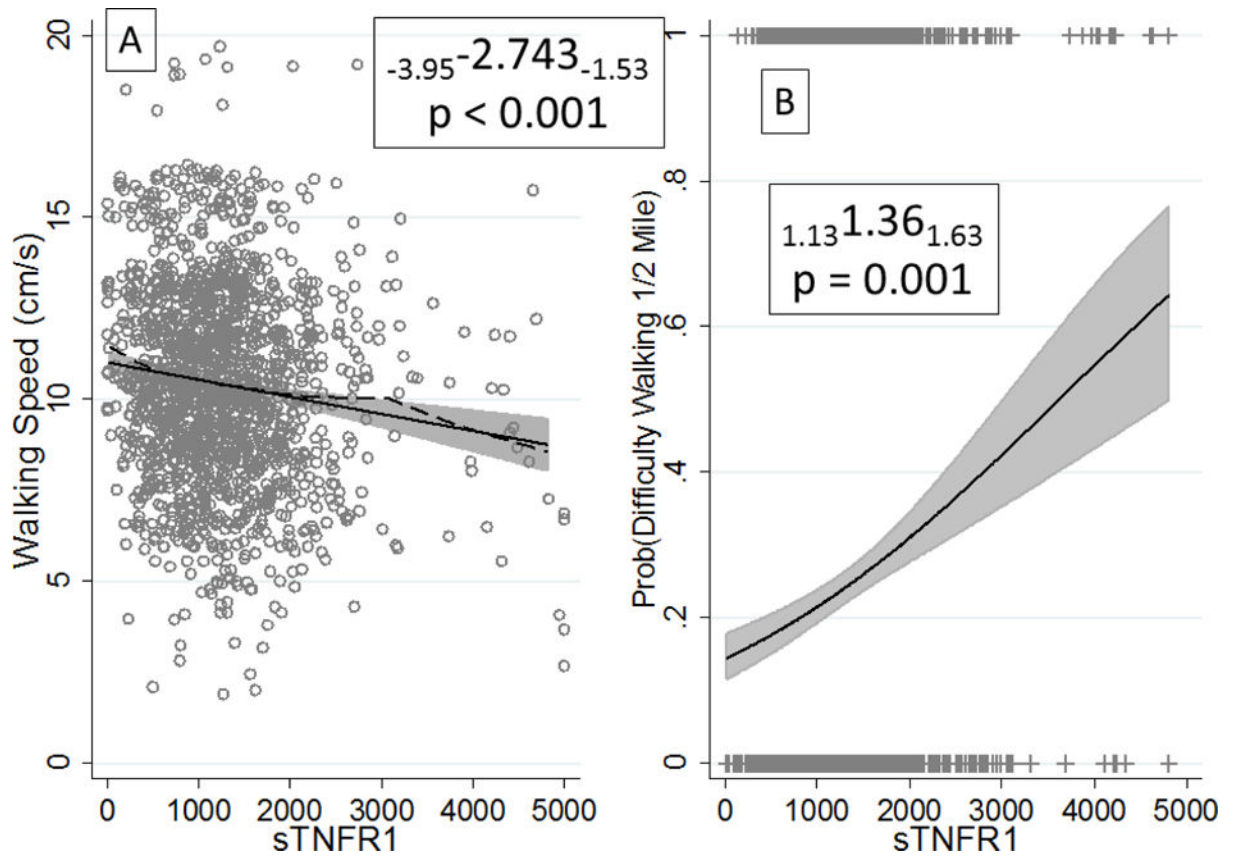 A
-3.95-2.743-1.53
p < 0.001
Walking Speed (cm/s)
20
15
10
5
0
0 1000 2000 3000 4000 5000
sTNFR1
B
1.131.361.63
p = 0.001
Prob(Difficulty Walking 1/2 Mile)
1
.8
.6
.4
.2
0
0 1000 2000 3000 4000 5000
sTNFR1